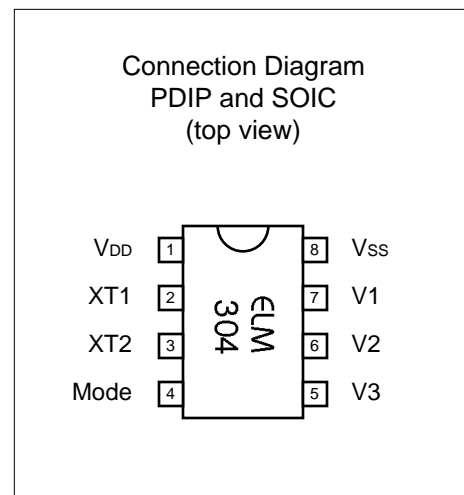 Connection Diagram
PDIP and SOIC
(top view)
VDD 1 8 VSS
XT1 2 7 V1
XT2 3 6 V2
Mode 4 5 V3
ELM
304